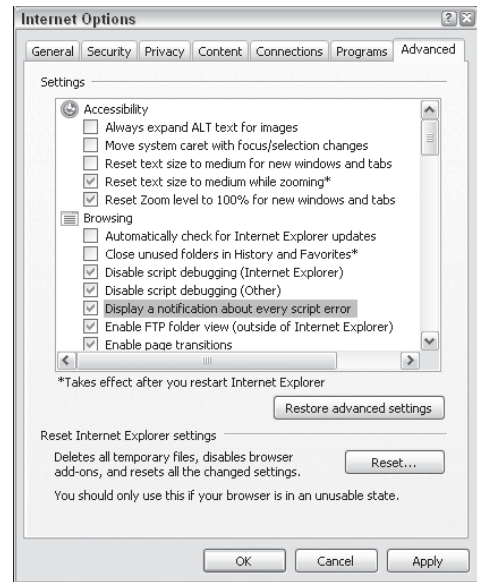 Internet Options
General Security Privacy Content Connections Programs Advanced
Settings
Accessibility
Always expand ALT text for images
Move system caret with focus/selection changes
Reset text size to medium for new windows and tabs
Reset text size to medium while zooming*
Reset Zoom level to 100% for new windows and tabs
Browsing
Automatically check for Internet Explorer updates
Close unused folders in History and Favorites*
Disable script debugging (Internet Explorer)
Disable script debugging (Other)
Display a notification about every script error
Enable FTP folder view (outside of Internet Explorer)
Enable page transitions
*Takes effect after you restart Internet Explorer
Restore advanced settings
Reset Internet Explorer settings
Deletes all temporary files, disables browser
add-ons, and resets all the changed settings.
Reset...
You should only use this if your browser is in an unusable state.
OK Cancel Apply